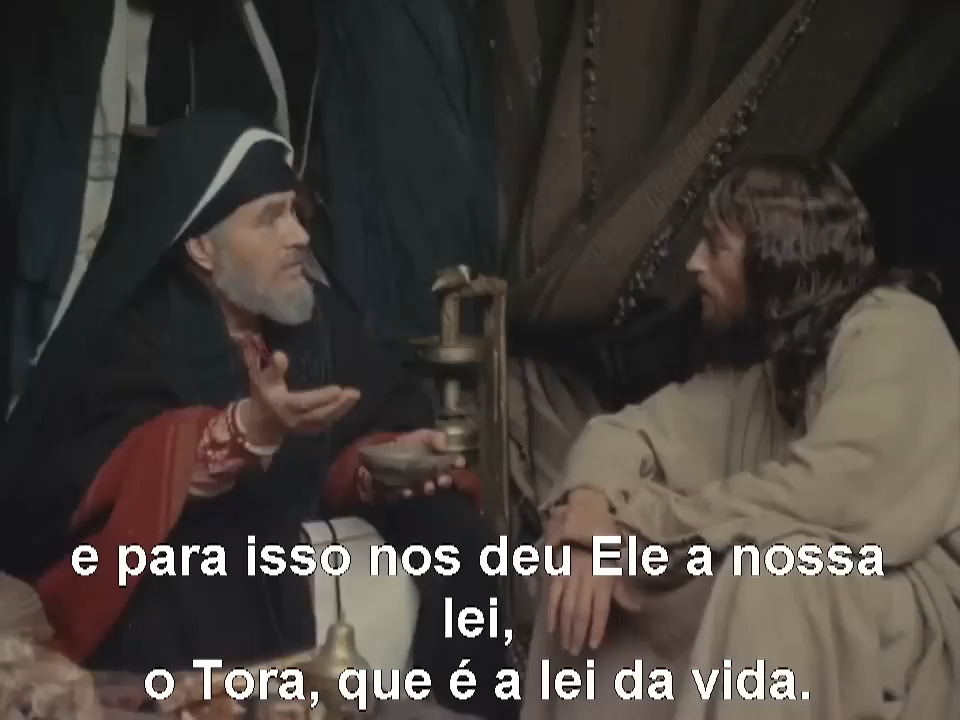 e para isso nos deu Ele a nossa
lei,
o Tora, que é a lei da vida.